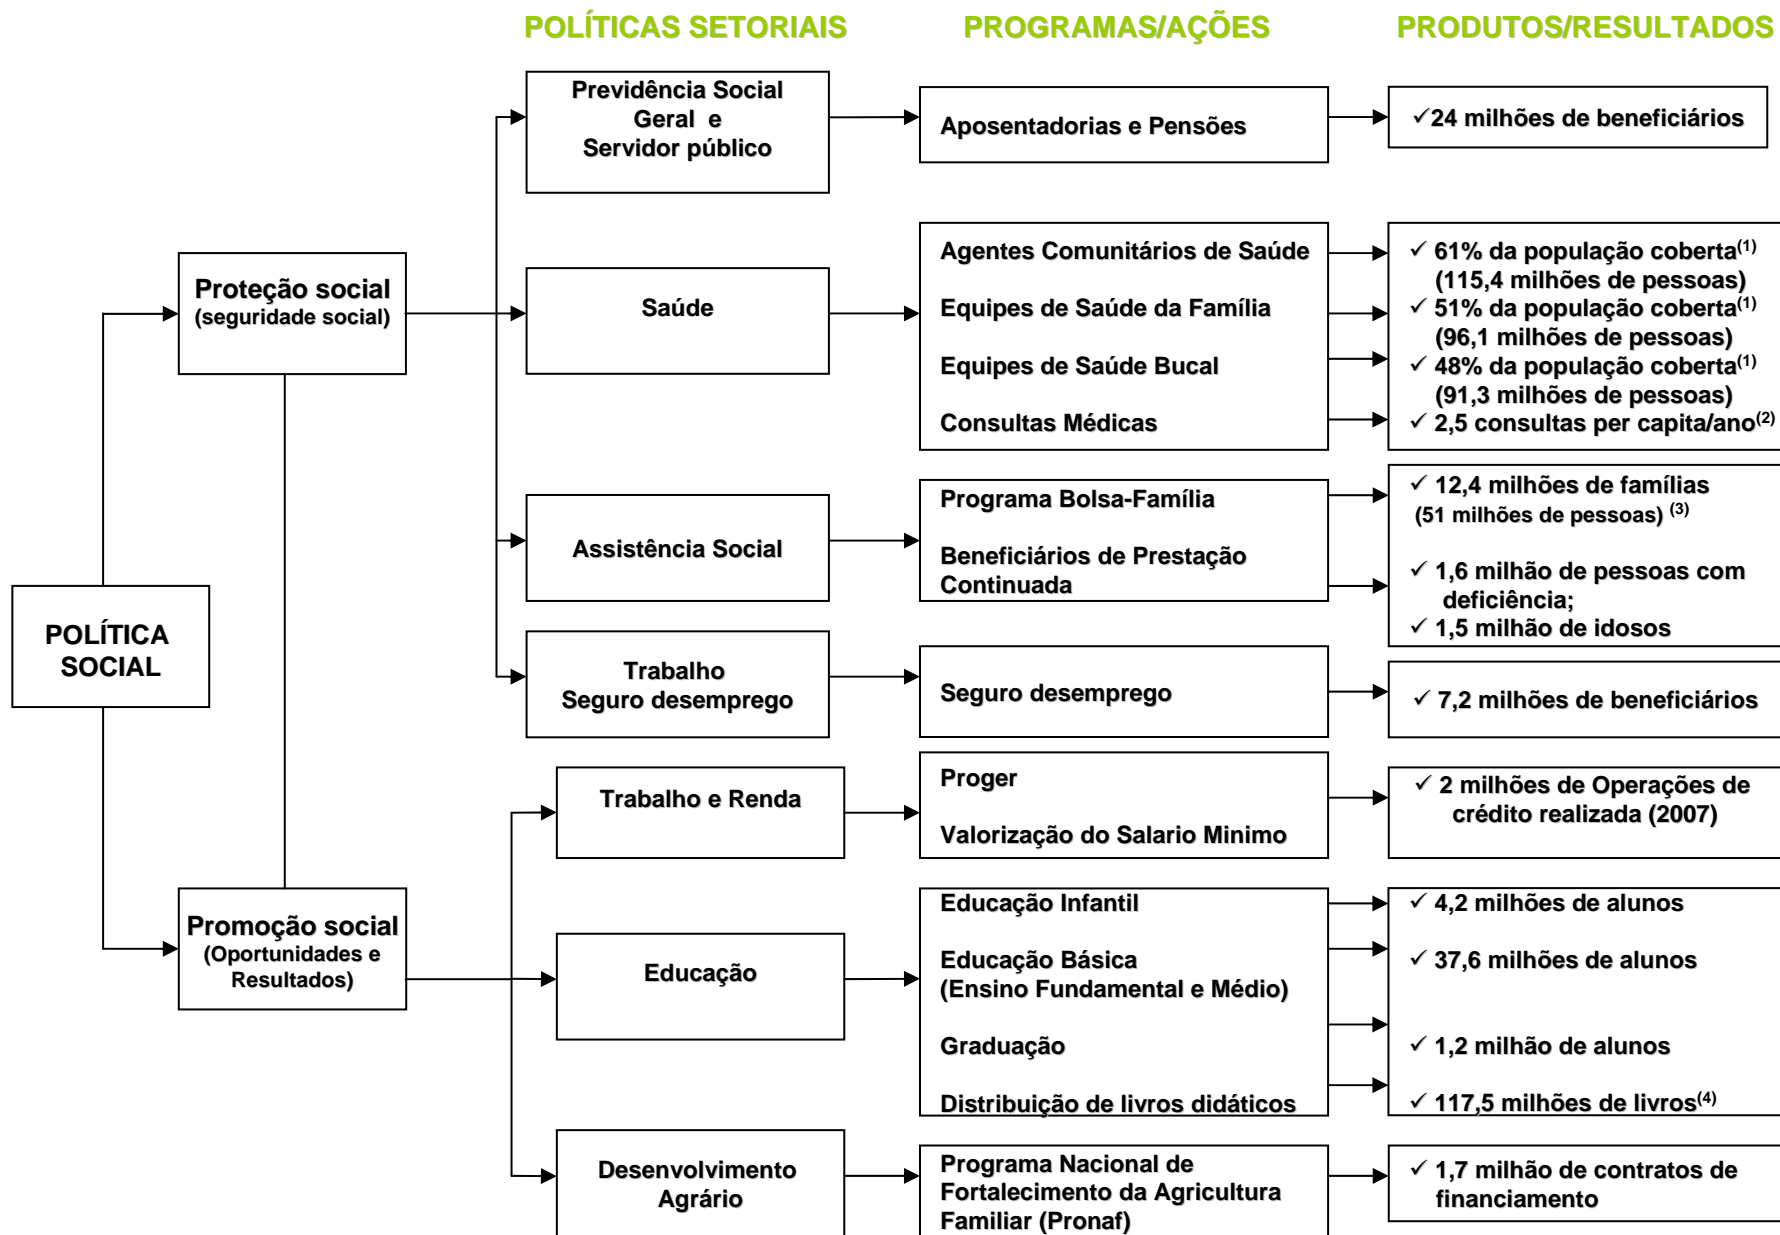 POLÍTICAS SETORIAIS
PROGRAMAS/AÇÕES
PRODUTOS/RESULTADOS
POLÍTICA
SOCIAL
Proteção social
(seguridade social)
Previdência Social
Geral e
Servidor público
Aposentadorias e Pensões
✓24 milhões de beneficiários
Saúde
Agentes Comunitários de Saúde
Equipes de Saúde da Família
Equipes de Saúde Bucal
Consultas Médicas
✓ 61% da população coberta(1)
(115,4 milhões de pessoas)
✓ 51% da população coberta(1)
(96,1 milhões de pessoas)
✓ 48% da população coberta(1)
(91,3 milhões de pessoas)
✓ 2,5 consultas per capita/ano(2)
Assistência Social
Programa Bolsa-Família
Beneficiários de Prestação
Continuada
✓ 12,4 milhões de famílias
(51 milhões de pessoas) (3)
✓ 1,6 milhão de pessoas com
deficiência;
✓ 1,5 milhão de idosos
Trabalho
Seguro desemprego
Seguro desemprego
✓ 7,2 milhões de beneficiários
Promoção social
(Oportunidades e
Resultados)
Trabalho e Renda
Proger
Valorização do Salario Minimo
✓ 2 milhões de Operações de
crédito realizada (2007)
Educação
Educação Infantil
Educação Básica
(Ensino Fundamental e Médio)
Graduação
Distribuição de livros didáticos
✓ 4,2 milhões de alunos
✓ 37,6 milhões de alunos
✓ 1,2 milhão de alunos
✓ 117,5 milhões de livros(4)
Desenvolvimento
Agrário
Programa Nacional de
Fortalecimento da Agricultura
Familiar (Pronaf)
✓ 1,7 milhão de contratos de
financiamento